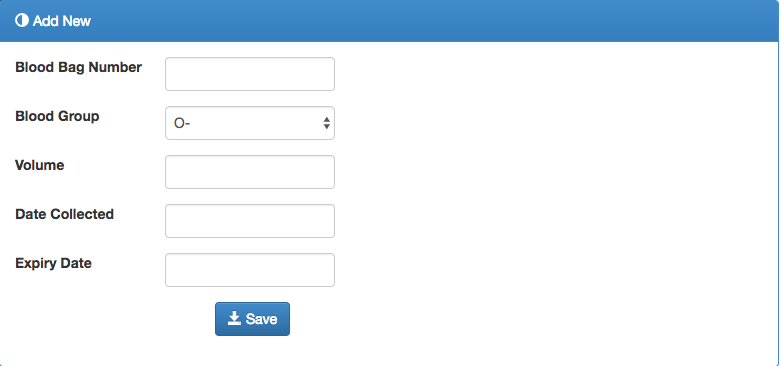 Add New
Blood Bag Number
Blood Group
O-
Volume
Date Collected
Expiry Date
Save